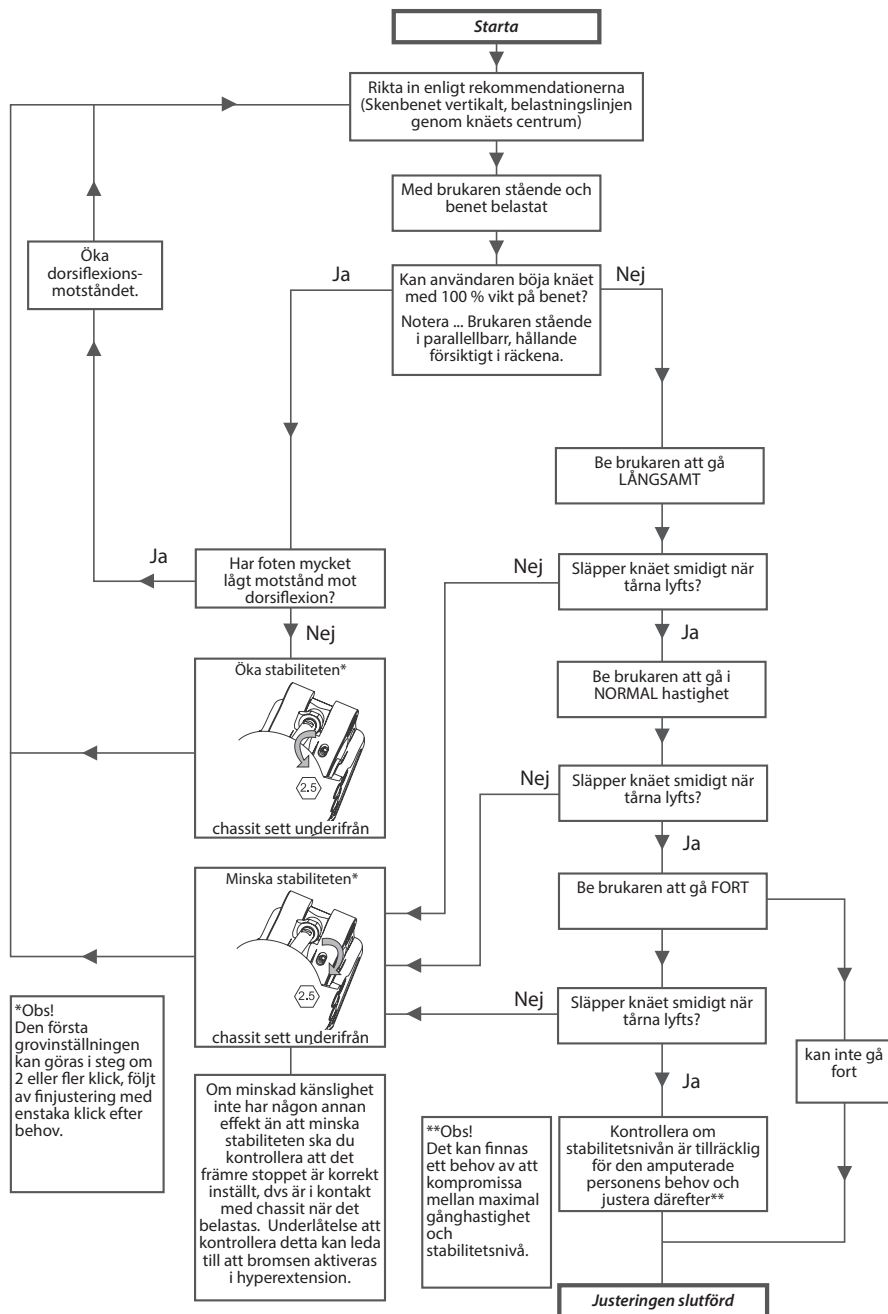 Starta
Rikta in enligt rekommendationerna
(Skenbenet vertikalt, belastningslinjen
genom knäets centrum)
Med brukaren stående och
benet belastat
Öka
dorsiflexions-
motståndet.
Ja
Kan användaren böja knäet
med 100 % vikt på benet?
Notera ... Brukaren stående
i parallellbarr, hållande
försiktigt i räckena.
Nej
Be brukaren att gå
LÅNGSAMT
Ja
Har foten mycket
lågt motstånd mot
dorsiflexion?
Nej
Nej
Släpper knäet smidigt när
tårna lyfts?
Ja
Öka stabiliteten*
2.5
chassit sett underifrån
Be brukaren att gå i
NORMAL hastighet
Nej
Släpper knäet smidigt när
tårna lyfts?
Ja
Minska stabiliteten*
2.5
chassit sett underifrån
Be brukaren att gå FORT
Nej
Släpper knäet smidigt när
tårna lyfts?
kan inte gå
fort
Ja
*Obs!
Den första
grovinställningen
kan göras i steg om
2 eller fler klick, följt
av finjustering med
enstaka klick efter
behov.
Om minskad känslighet
inte har någon annan
effekt än att minska
stabiliteten ska du
kontrollera att det
främre stoppet är korrekt
inställt, dvs är i kontakt
med chassit när det
belastas. Underlåtelse att
kontrollera detta kan leda
till att bromsen aktiveras
i hyperextension.
**Obs!
Det kan finnas
ett behov av att
kompromissa
mellan maximal
gånghastighet
och
stabilitetsnivå.
Kontrollera om
stabilitetsnivån är tillräcklig
för den amputerade
personens behov och
justera därefter**
Justeringen slutförd